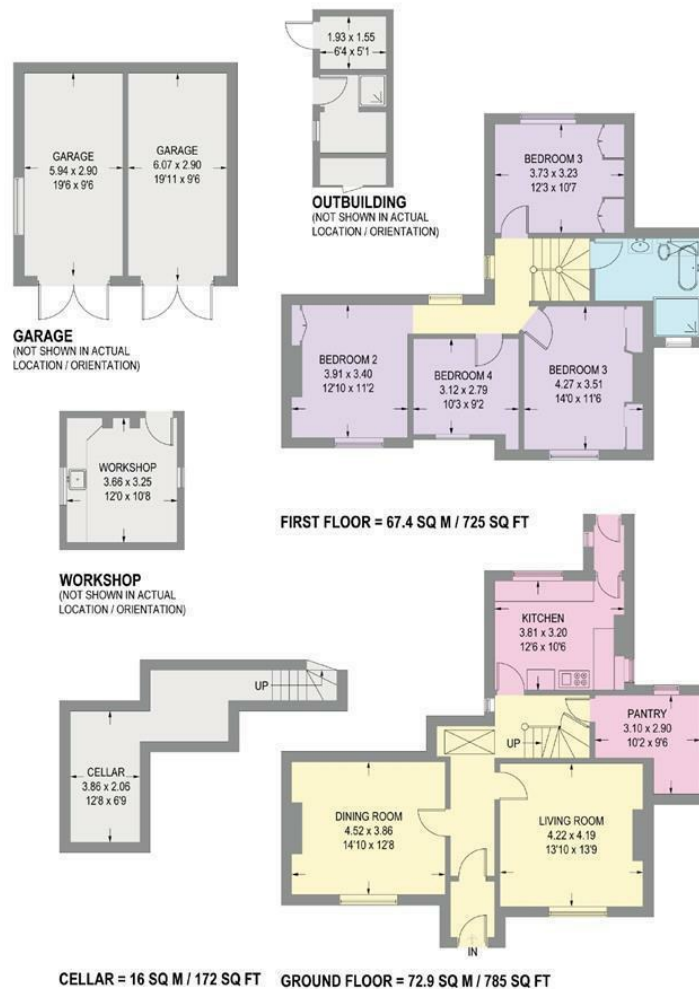 1.93 x 1.55
6'4 x 5'1
OUTBUILDING
(NOT SHOWN IN ACTUAL
LOCATION / ORIENTATION)
GARAGE
5.94 x 2.90
19'6 x 9'6
GARAGE
6.07 x 2.90
19'11 x 9'6
GARAGE
(NOT SHOWN IN ACTUAL
LOCATION / ORIENTATION)
BEDROOM 3
3.73 x 3.23
12'3 x 10'7
BEDROOM 2
3.91 x 3.40
12'10 x 11'2
BEDROOM 4
3.12 x 2.79
10'3 x 9'2
BEDROOM 3
4.27 x 3.51
14'0 x 11'6
FIRST FLOOR = 67.4 SQ M / 725 SQ FT
WORKSHOP
3.66 x 3.25
12'0 x 10'8
WORKSHOP
(NOT SHOWN IN ACTUAL
LOCATION / ORIENTATION)
KITCHEN
3.81 x 3.20
12'6 x 10'6
UP
CELLAR
3.86 x 2.06
12'8 x 6'9
UP
PANTRY
3.10 x 2.90
10'2 x 9'6
DINING ROOM
4.52 x 3.86
14'10 x 12'8
LIVING ROOM
4.22 x 4.19
13'10 x 13'9
IN
CELLAR = 16 SQ M / 172 SQ FT
GROUND FLOOR = 72.9 SQ M / 785 SQ FT